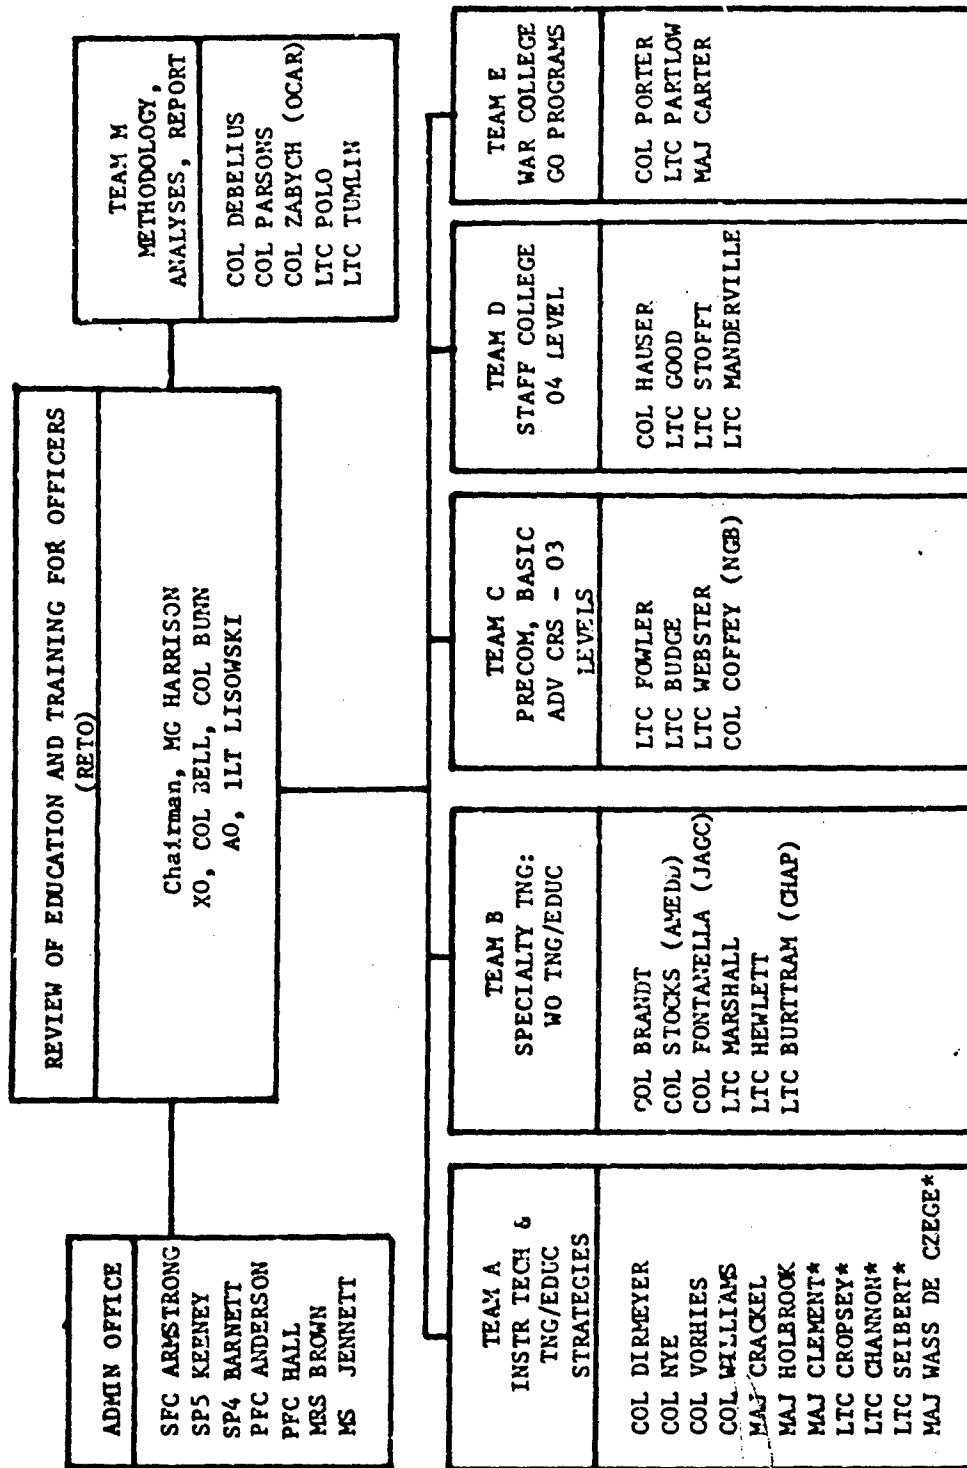 REVIEW OF EDUCATION AND TRAINING FOR OFFICERS
(RETO)
Chairman, MG HARRISON
XO, COL BELL, COL BUNN
AO, 1LT LISOWSKI
ADMIN OFFICE
SFC ARMSTRONG
SP5 KEENEY
SP4 BARNETT
PFC ANDERSON
PFC HALL
MRS BROWN
MS JENNETT
TEAM M
METHODOLOGY,
ANALYSES, REPORT
COL DEBELIUS
COL PARSONS
COL ZABYCH (OCAR)
LTC POLO
LTC TUMLIN
TEAM A
INSTR TECH &
TNG/EDUC
STRATEGIES
COL DIRMEYER
COL NYE
COL VORHIES
COL WILLIAMS
MAJ CRACKEL
MAJ HOLBROOK
MAJ CLEMENT*
LTC CROPSEY*
LTC CHANNON*
LTC SEIBERT*
MAJ WASS DE CZEGE*
TEAM B
SPECIALTY TNG:
WO TNG/EDUC
COL BRANDT
COL STOCKS (AMEDD)
COL FONTANELLA (JAGC)
LTC MARSHALL
LTC HEWLETT
LTC BURTTRAM (CHAP)
TEAM C
PRECOM, BASIC
ADV CRS - 03
LEVELS
LTC FOWLER
LTC BUDGE
LTC WEBSTER
COL COFFEY (NGB)
TEAM D
STAFF COLLEGE
04 LEVEL
COL HAUSER
LTC GOOD
LTC STOFFT
LTC MANDERVILLE
TEAM E
WAR COLLEGE
GO PROGRAMS
COL PORTER
LTC PARTLOW
MAJ CARTER